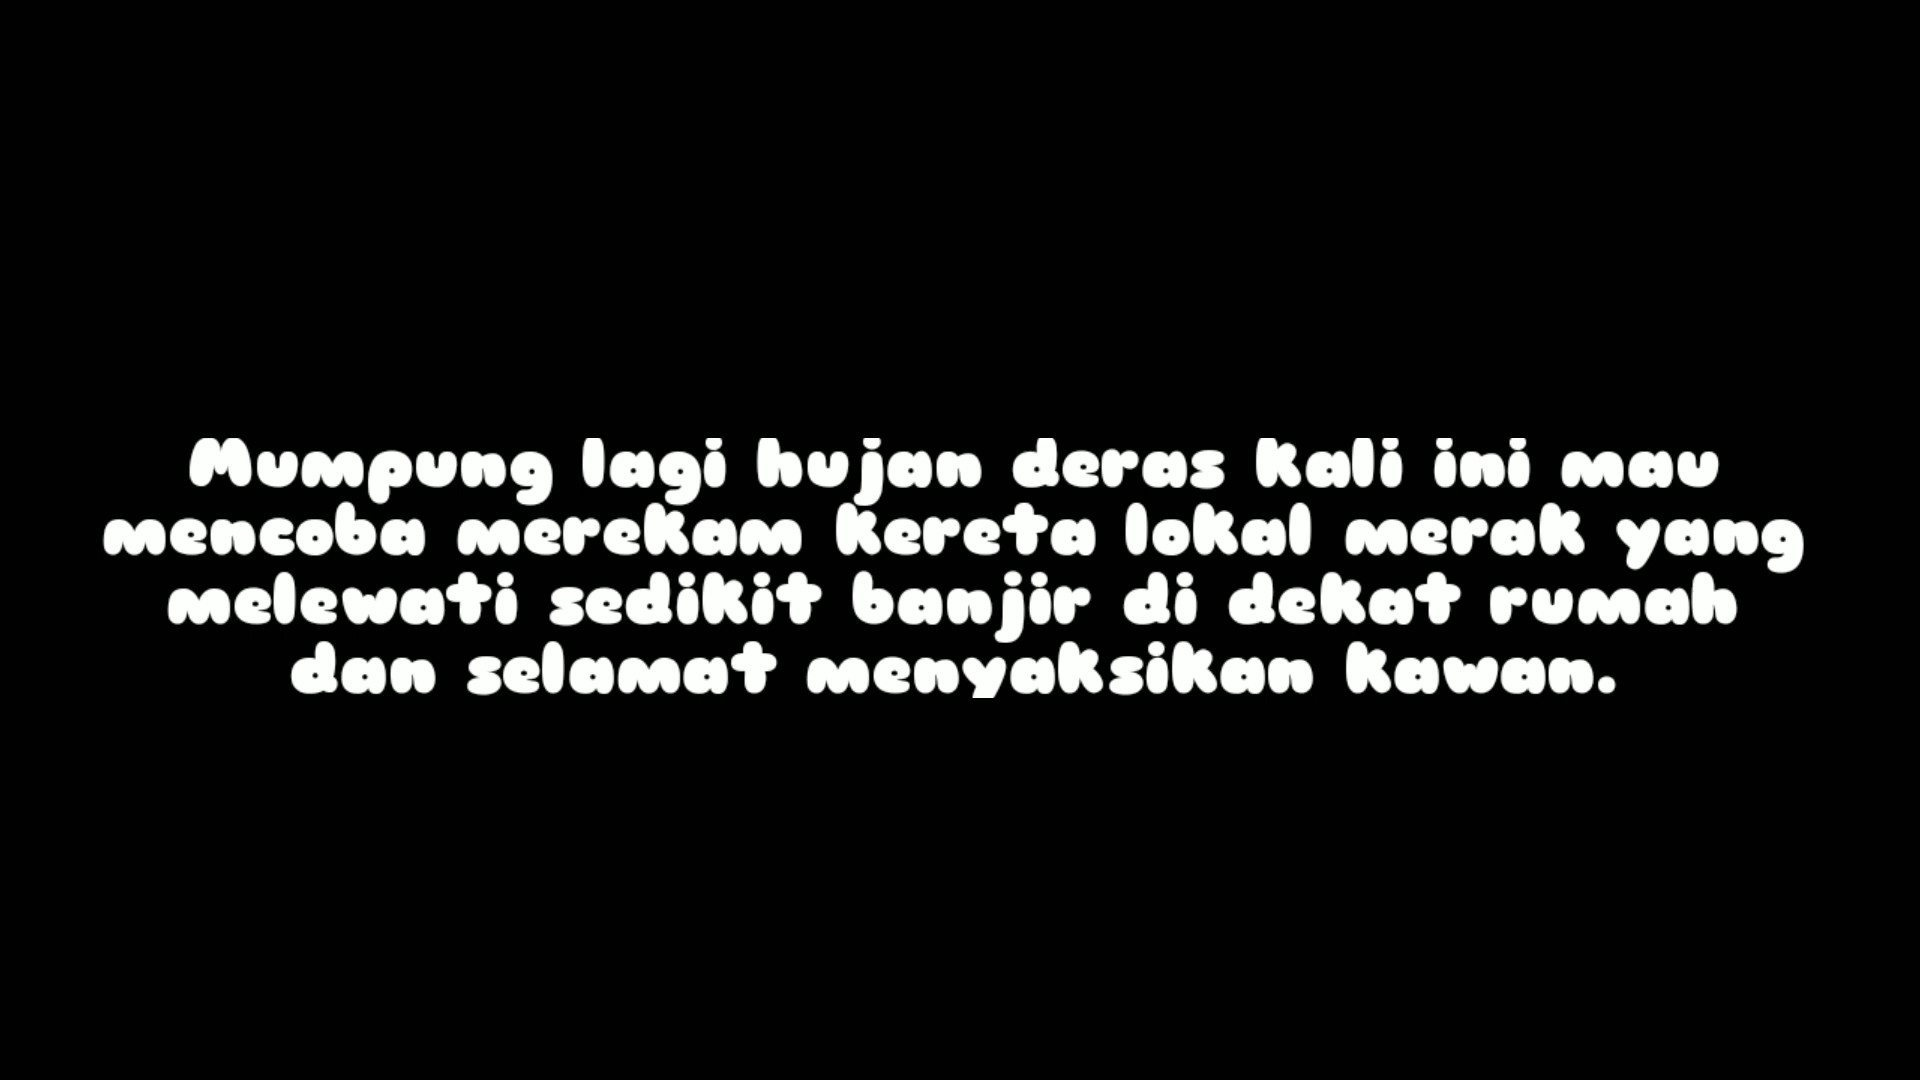 Mumpung lagi hujan deras kali ini mau
mencoba merekam kereta lokal merak yang
melewati sedikit banjir di dekat rumah
dan selamat menyaksikan kawan.